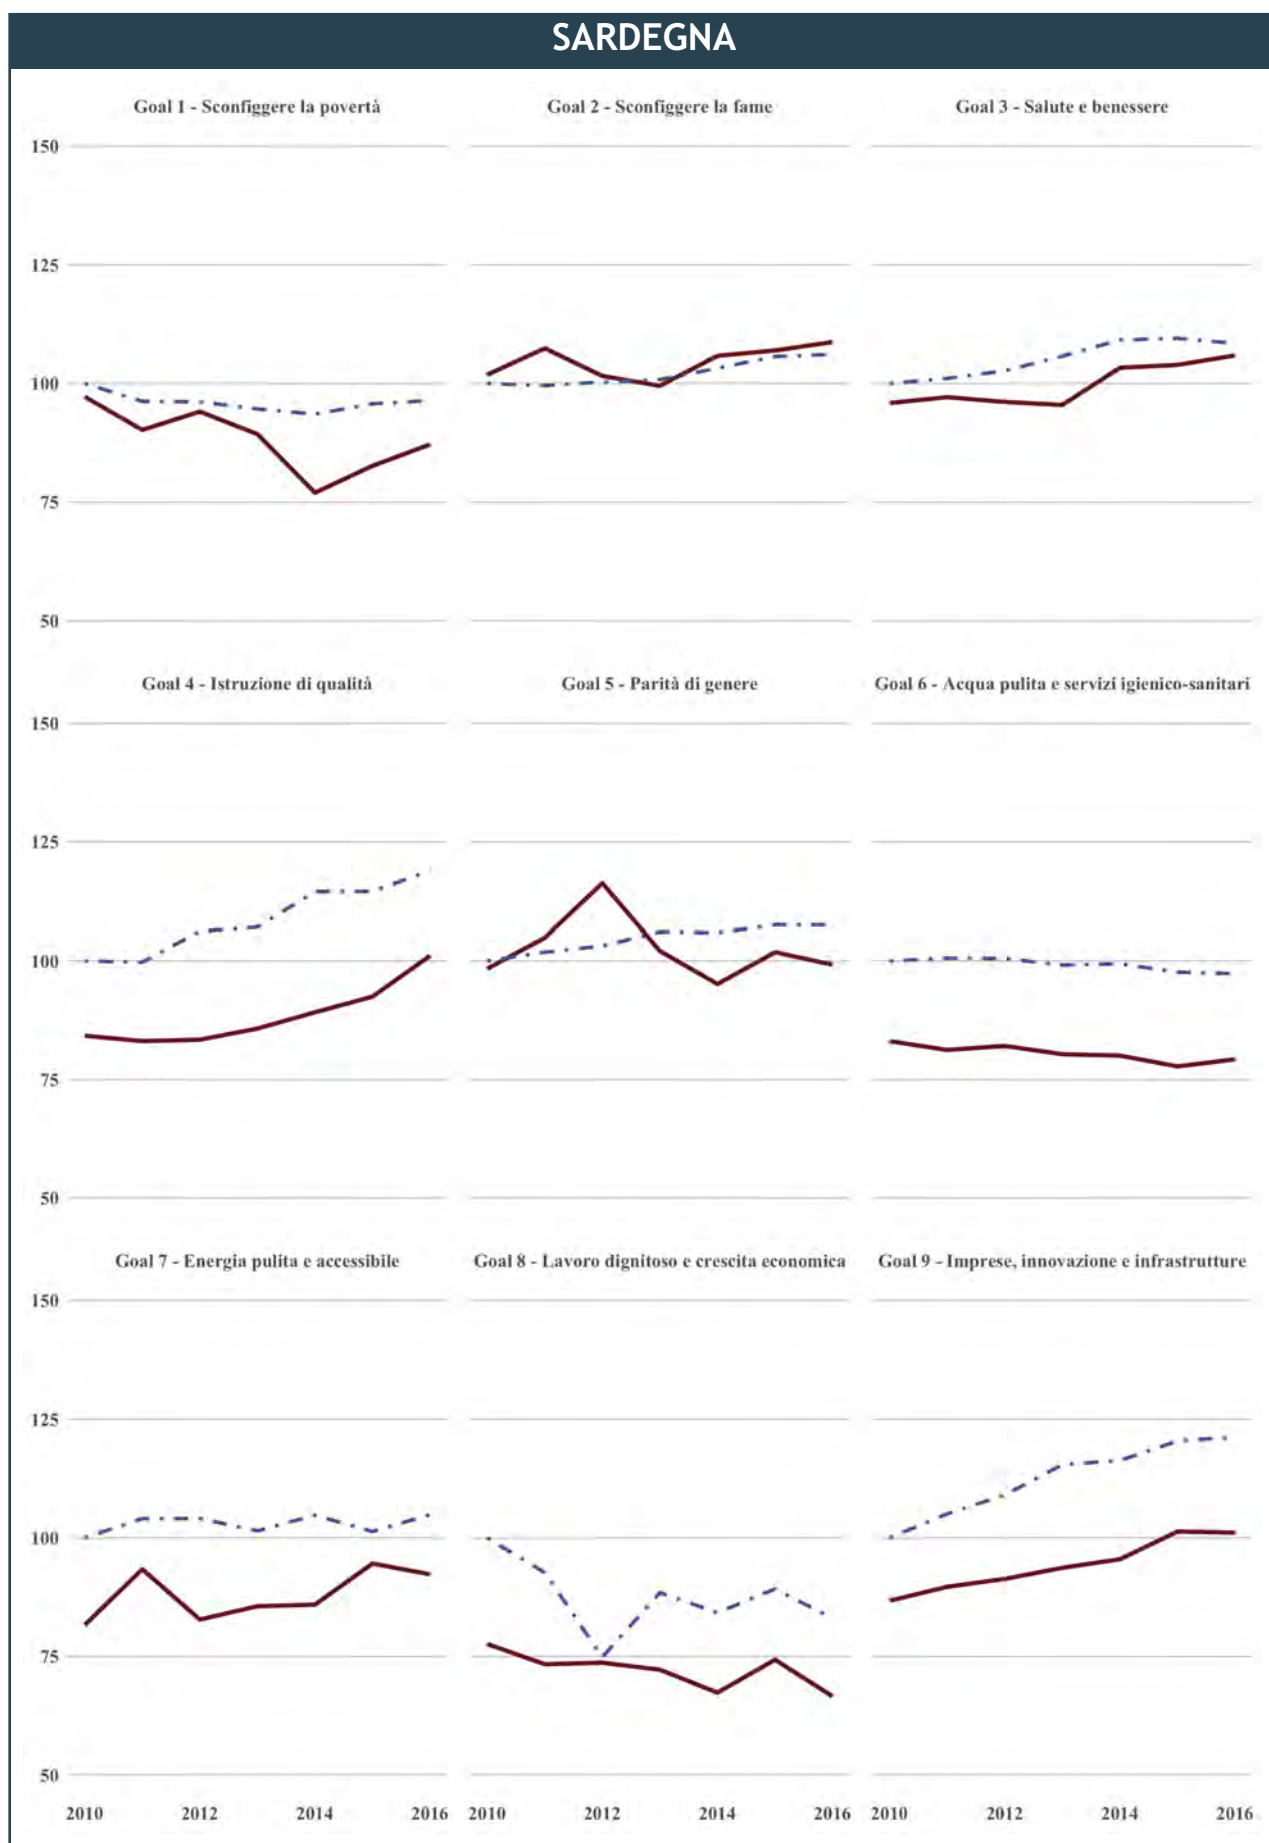 SARDEGNA
Goal 1 - Sconfiggere la povertà
Goal 2 - Sconfiggere la fame
Goal 3 - Salute e benessere
150
125
100
75
50
Goal 4 - Istruzione di qualità
Goal 5 - Parità di genere
Goal 6 - Acqua pulita e servizi igienico-sanitari
150
125
100
75
50
Goal 7 - Energia pulita e accessibile
Goal 8 - Lavoro dignitoso e crescita economica
Goal 9 - Imprese, innovazione e infrastrutture
150
125
100
75
50
2010 2012 2014 2016 2010 2012 2014 2016 2010 2012 2014 2016